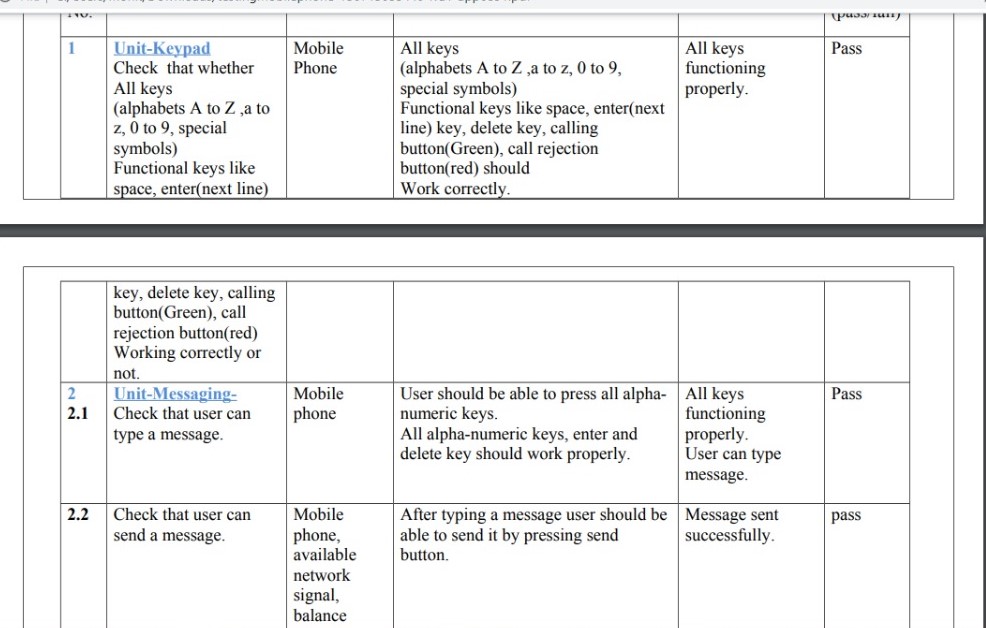 No.
(pass/fail)
1
Unit-Keypad
Check that whether
All keys
(alphabets A to Z ,a to
z, 0 to 9, special
symbols)
Functional keys like
space, enter(next line)
Mobile
Phone
All keys
(alphabets A to Z ,a to z, 0 to 9,
special symbols)
Functional keys like space, enter(next
line) key, delete key, calling
button(Green), call rejection
button(red) should
Work correctly.
All keys
functioning
properly.
Pass
key, delete key, calling
button(Green), call
rejection button(red)
Working correctly or
not.
2
2.1
Unit-Messaging-
Check that user can
type a message.
Mobile
phone
User should be able to press all alpha-
numeric keys.
All alpha-numeric keys, enter and
delete key should work properly.
All keys
functioning
properly.
User can type
message.
Pass
2.2
Check that user can
send a message.
Mobile
phone,
available
network
signal,
balance
After typing a message user should be
able to send it by pressing send
button.
Message sent
successfully.
pass